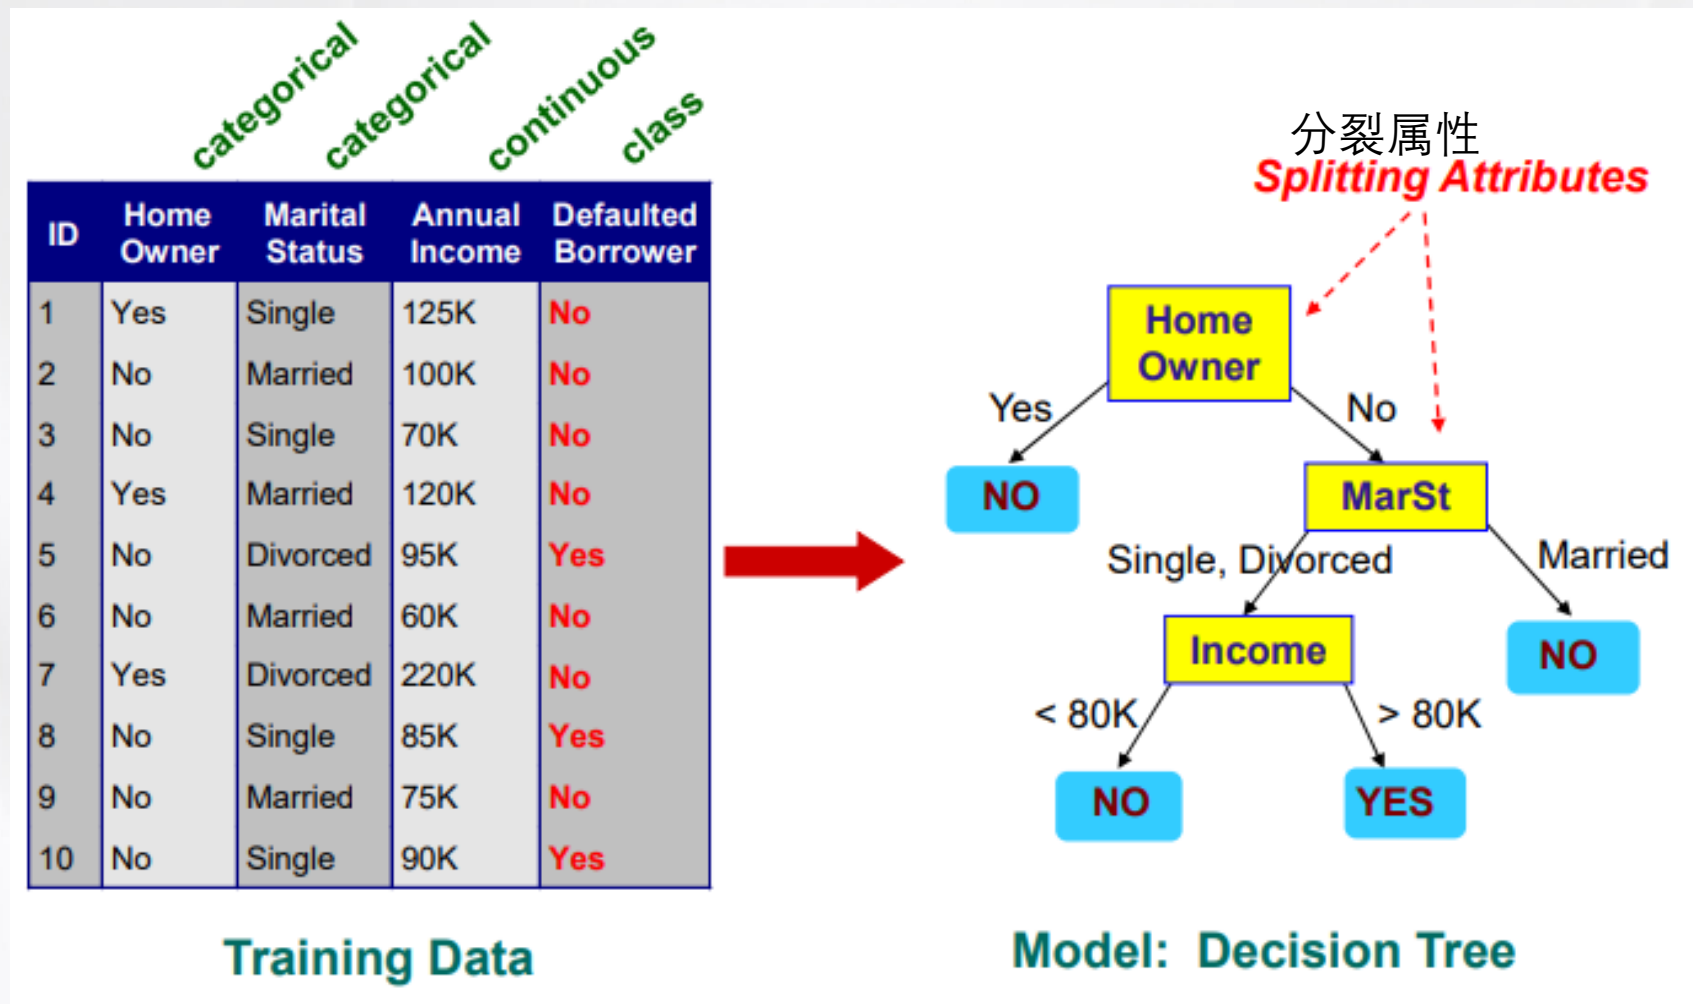 categorical
categorical
continuous
class
ID Home Owner Marital Status Annual Income Defaulted Borrower
1 Yes Single 125K No
2 No Married 100K No
3 No Single 70K No
4 Yes Married 120K No
5 No Divorced 95K Yes
6 No Married 60K No
7 Yes Divorced 220K No
8 No Single 85K Yes
9 No Married 75K No
10 No Single 90K Yes
Training Data
分裂属性
Splitting Attributes
Home
Owner
Yes
No
NO
MarSt
Single, Divorced
Married
Income
NO
< 80K
> 80K
NO
YES
Model: Decision Tree